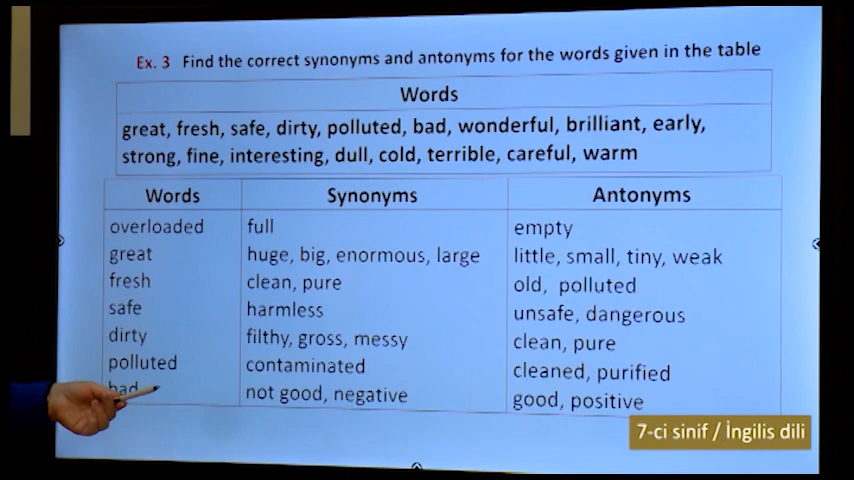 Ex. 3 Find the correct synonyms and antonyms for the words given in the table
Words
great, fresh, safe, dirty, polluted, bad, wonderful, brilliant, early,
strong, fine, interesting, dull, cold, terrible, careful, warm
Words Synonyms Antonyms
overloaded full empty
great huge, big, enormous, large little, small, tiny, weak
fresh clean, pure old, polluted
safe harmless unsafe, dangerous
dirty filthy, gross, messy clean, pure
polluted contaminated cleaned, purified
bad not good, negative good, positive
7-ci sinif / İngilis dili